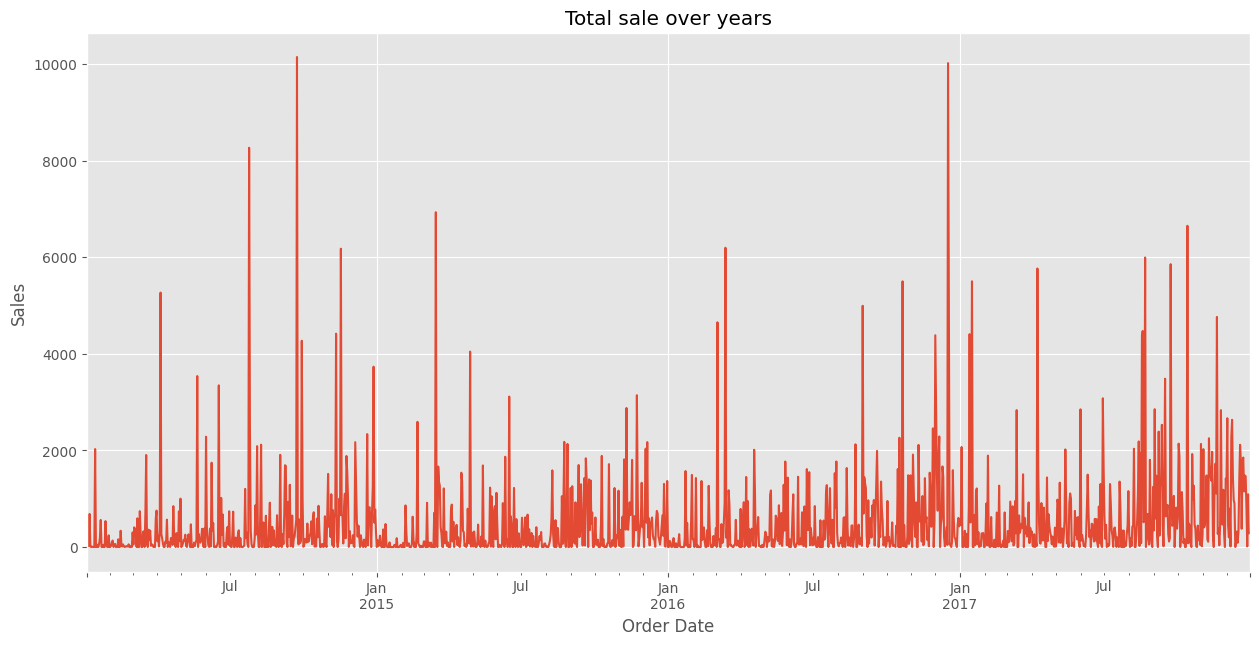 Total sale over years
Sales
10000
8000
6000
4000
2000
0
Jul
Jan
2015
Jul
Jan
2016
Jul
Jan
2017
Jul
Order Date